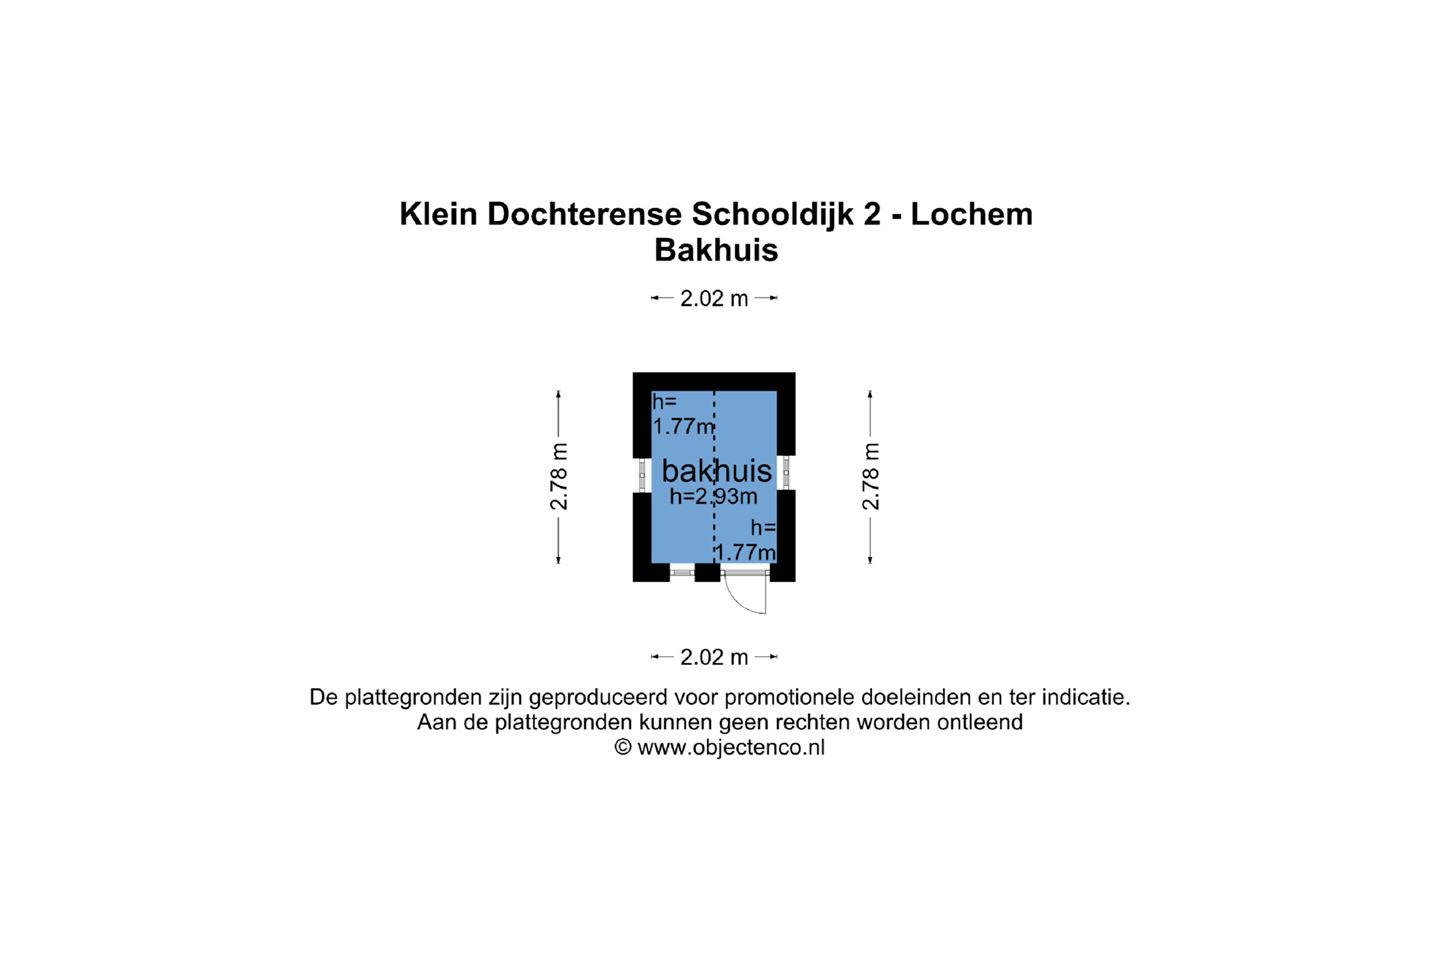 Klein Dochterense Schooldijk 2 - Lochem
Bakhuis
2.02 m
2.78 m
h=
1.77m
bakhuis
h=2.93m
h=
1.77m
2.78 m
2.02 m
De plattegronden zijn geproduceerd voor promotionele doeleinden en ter indicatie.
Aan de plattegronden kunnen geen rechten worden ontleend
© www.objectenco.nl